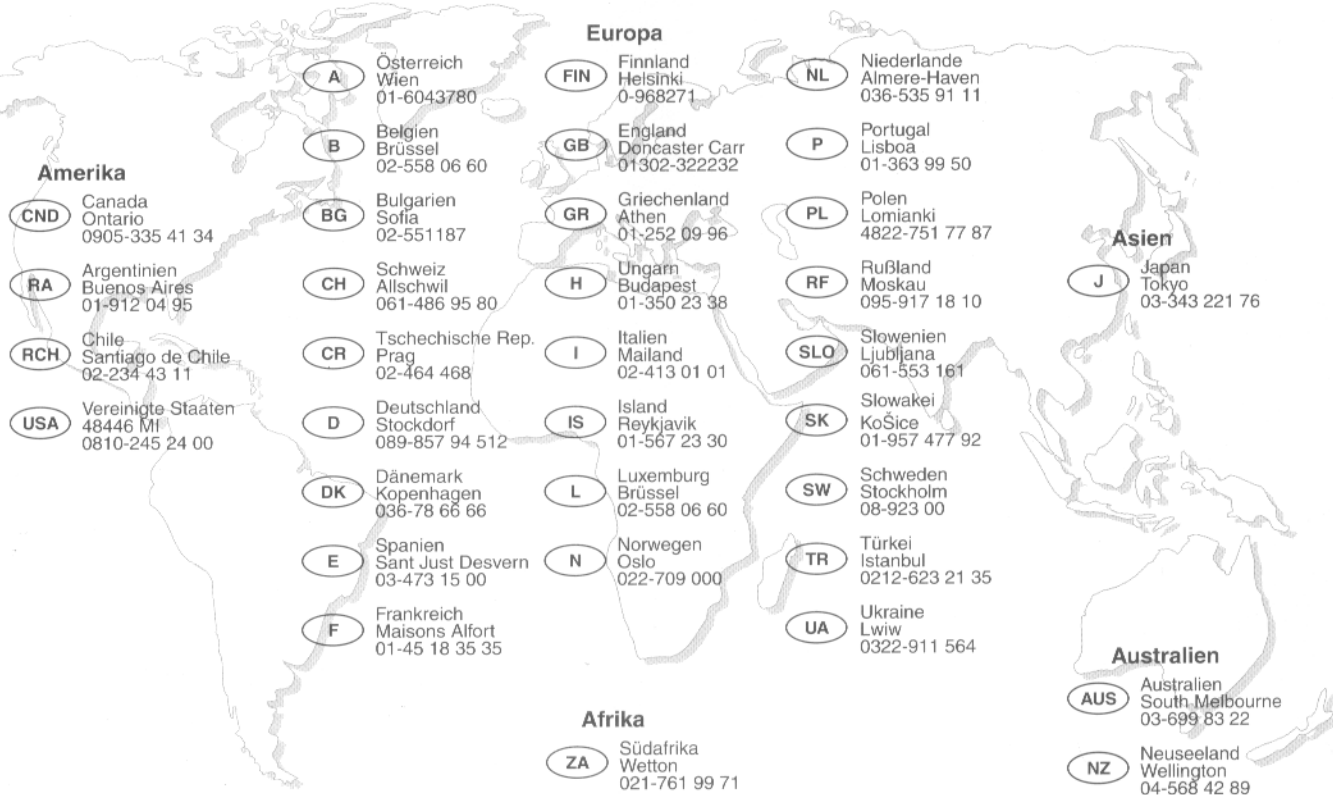 Amerika
CND
Canada
Ontario
0905-335 41 34
RA
Argentinien
Buenos Aires
01-912 04 95
RCH
Chile
Santiago de Chile
02-234 43 11
USA
Vereinigte Staaten
48446 MI
0810-245 24 00
Europa
A
Österreich
Wien
01-6043780
B
Belgien
Brüssel
02-558 06 60
BG
Bulgarien
Sofia
02-551187
CH
Schweiz
Allschwil
061-486 95 80
CR
Tschechische Rep.
Prag
02-464 468
D
Deutschland
Stockdorf
089-857 94 512
DK
Dänemark
Kopenhagen
036-78 66 66
E
Spanien
Sant Just Desvern
03-473 15 00
F
Frankreich
Maisons Alfort
01-45 18 35 35
FIN
Finnland
Helsinki
0-968271
GB
England
Doncaster Carr
01302-322232
GR
Griechenland
Athen
01-252 09 96
H
Ungarn
Budapest
01-350 23 38
I
Italien
Mailand
02-413 01 01
IS
Island
Reykjavik
01-567 23 30
L
Luxemburg
Brüssel
02-558 06 60
N
Norwegen
Oslo
022-709 000
NL
Niederlande
Almere-Haven
036-535 91 11
P
Portugal
Lisboa
01-363 99 50
PL
Polen
Lomianki
4822-751 77 87
RF
Rußland
Moskau
095-917 18 10
SLO
Slowenien
Ljubljana
061-553 161
SK
Slowakei
KoŠice
01-957 477 92
SW
Schweden
Stockholm
08-923 00
TR
Türkei
Istanbul
0212-623 21 35
UA
Ukraine
Lwiw
0322-911 564
Afrika
ZA
Südafrika
Wetton
021-761 99 71
Asien
J
Japan
Tokyo
03-343 221 76
Australien
AUS
Australien
South Melbourne
03-699 83 22
NZ
Neuseeland
Wellington
04-568 42 89